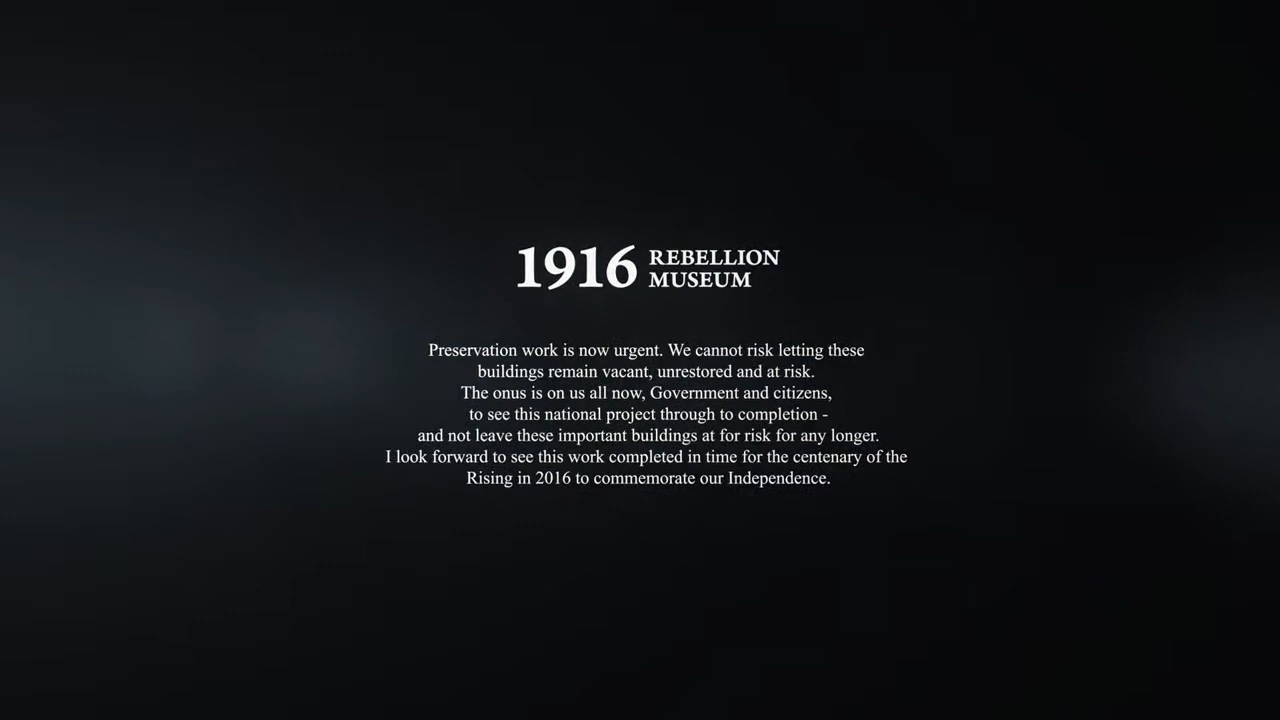 1916 REBELLION
MUSEUM
Preservation work is now urgent. We cannot risk letting these
buildings remain vacant, unrestored and at risk.
The onus is on us all now, Government and citizens,
to see this national project through to completion -
and not leave these important buildings at for risk for any longer.
I look forward to see this work completed in time for the centenary of the
Rising in 2016 to commemorate our Independence.